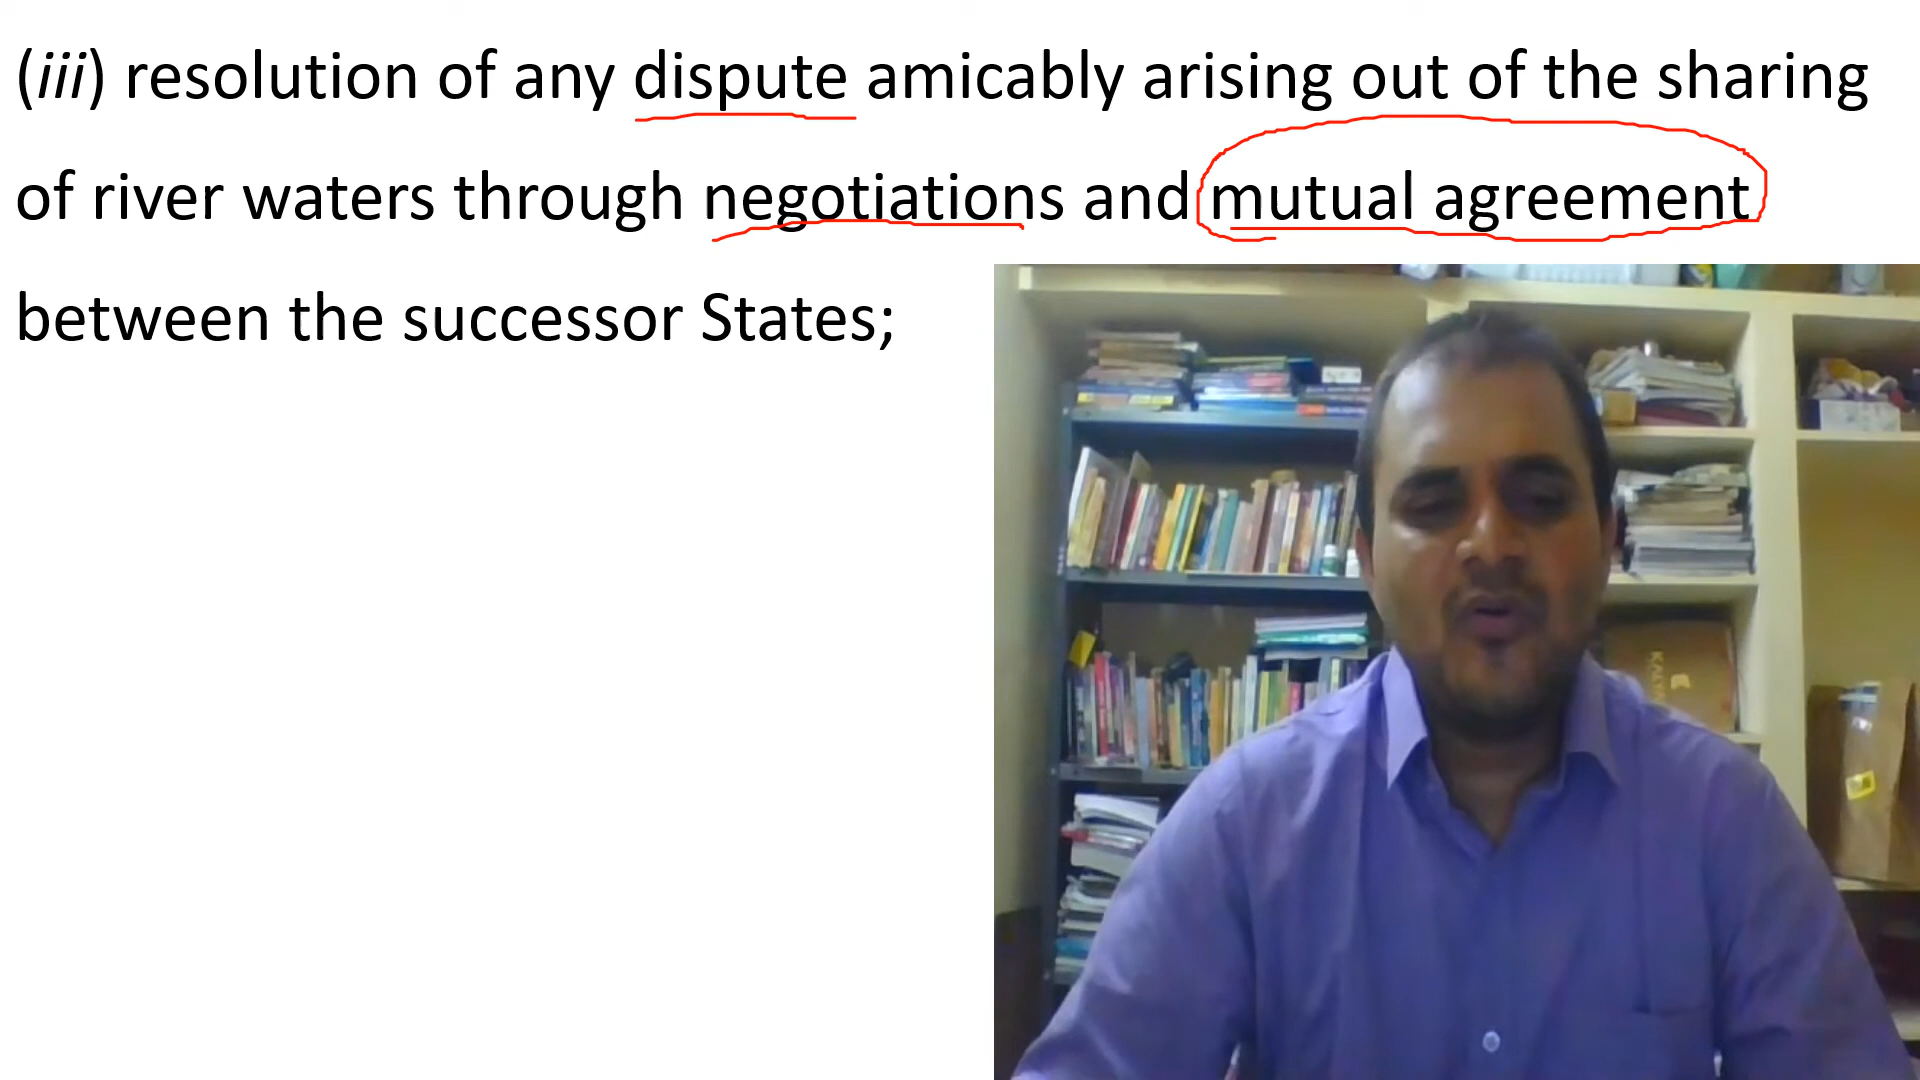 (iii) resolution of any dispute amicably arising out of the sharing
of river waters through negotiations and mutual agreement
between the successor States;